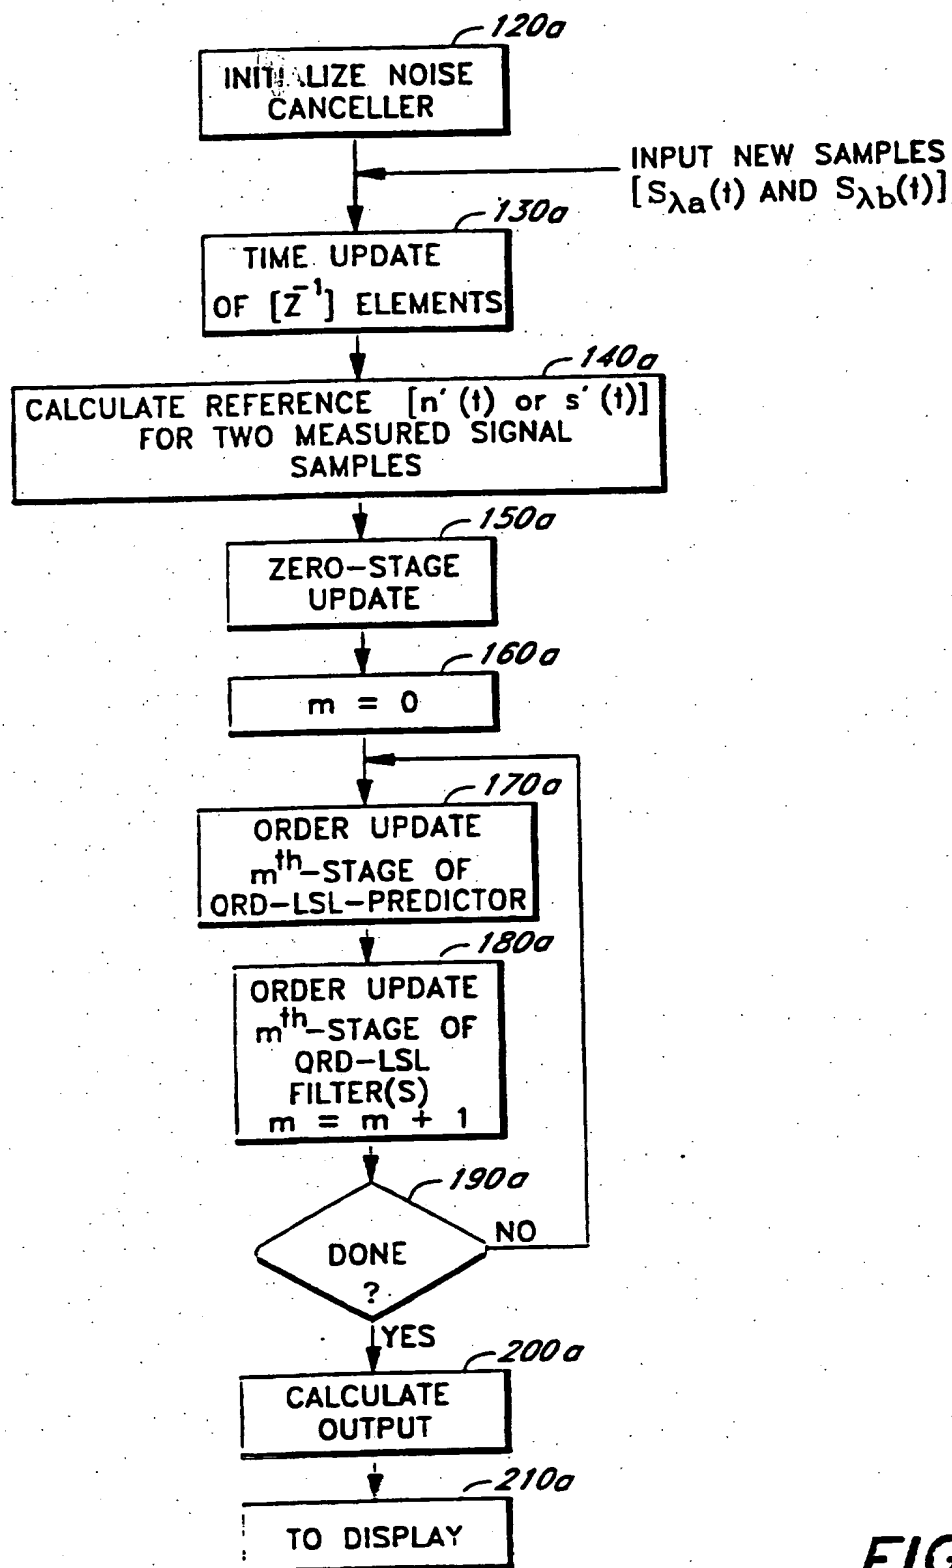 120a
INITIALIZE NOISE
CANCELLER
INPUT NEW SAMPLES
[Sλa(t) AND Sλb(t)]
130a
TIME UPDATE
OF [Z⁻¹] ELEMENTS
140a
CALCULATE REFERENCE [n'(t) or s'(t)]
FOR TWO MEASURED SIGNAL
SAMPLES
150a
ZERO-STAGE
UPDATE
160a
m = 0
170a
ORDER UPDATE
mth-STAGE OF
QRD-LSL-PREDICTOR
180a
ORDER UPDATE
mth-STAGE OF
QRD-LSL
FILTER(S)
m = m + 1
190a
DONE
?
NO
YES
200a
CALCULATE
OUTPUT
210a
TO DISPLAY
FIG